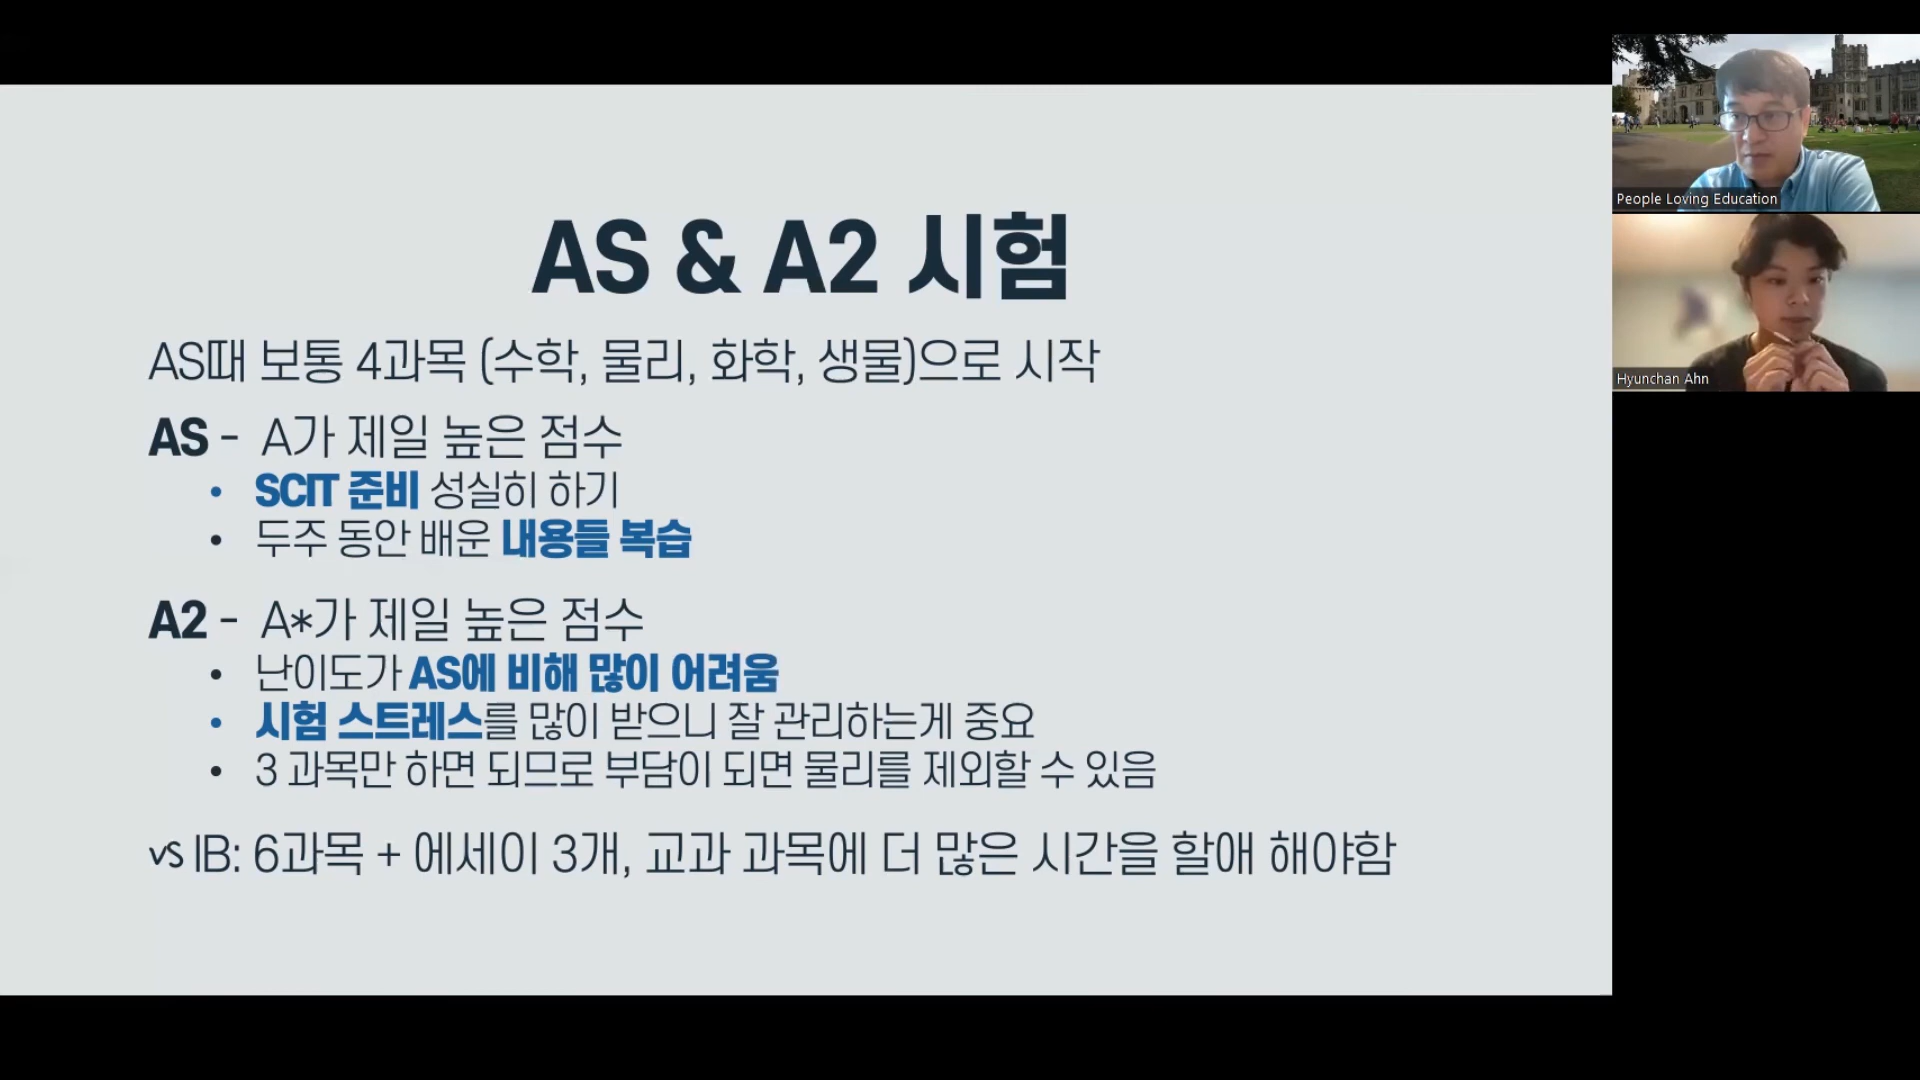 AS & A2 시험
AS때 보통 4과목 (수학, 물리, 화학, 생물)으로 시작
AS - A가 제일 높은 점수
• SCIT 준비 성실히 하기
• 두주 동안 배운 내용들 복습
A2 - A*가 제일 높은 점수
• 난이도가 AS에 비해 많이 어려움
• 시험 스트레스를 많이 받으니 잘 관리하는게 중요
• 3 과목만 하면 되므로 부담이 되면 물리를 제외할 수 있음
vs IB: 6과목 + 에세이 3개, 교과 과목에 더 많은 시간을 할애 해야함
People Loving Education
Hyunchan Ahn